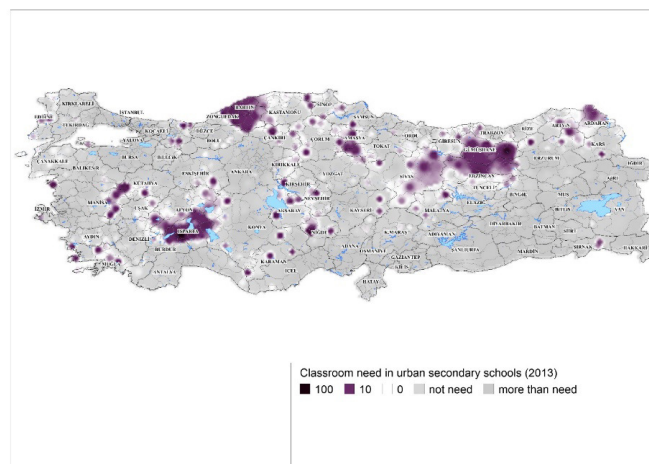 KIRKLARELİ
EDİRNE
TEKİRDAĞ
İSTANBUL
KOCAELİ
YALOVA
DÜZCE
BOLU
ZONGULDAK
BARTIN
KASTAMONU
SİNOP
SAMSUN
ÇANKIRI
ÇORUM
AMASYA
TOKAT
ORDU
GİRESUN
TRABZON
RİZE
ARTVİN
ARDAHAN
KARS
IĞDIR
AĞRI
ERZURUM
GÜMÜŞHANE
ERZİNCAN
TUNCELİ
BİNGÖL
MUŞ
BİTLİS
VAN
HAKKARİ
ŞIRNAK
SİİRT
BATMAN
MARDİN
DİYARBAKIR
ELAZIĞ
MALATYA
ADIYAMAN
ŞANLIURFA
GAZİANTEP
KİLİS
HATAY
OSMANİYE
ADANA
K.MARAŞ
KAYSERİ
SİVAS
YOZGAT
KIRIKKALE
KIRŞEHİR
NEVŞEHİR
AKSARAY
NİĞDE
İÇEL
KARAMAN
KONYA
ANKARA
ESKİŞEHİR
BİLECİK
BURSA
BALIKESİR
ÇANAKKALE
KÜTAHYA
MANİSA
UŞAK
AFYON
İZMİR
AYDIN
DENİZLİ
ISPARTA
BURDUR
MUĞLA
ANTALYA
Classroom need in urban secondary schools (2013)
100 10 0 not need more than need